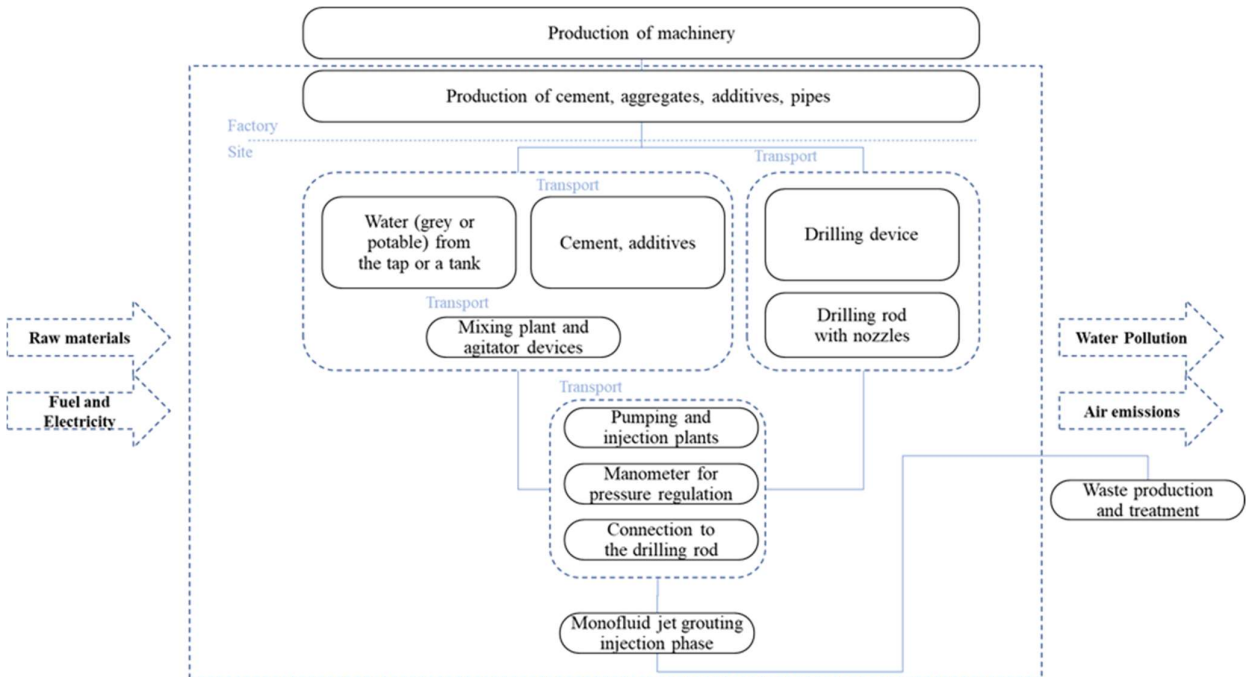 Production of machinery
Production of cement, aggregates, additives, pipes
Factory
Site
Transport
Transport
Water (grey or
potable) from
the tap or a tank
Cement, additives
Drilling device
Transport
Mixing plant and
agitator devices
Drilling rod
with nozzles
Raw materials
Fuel and
Electricity
Water Pollution
Air emissions
Transport
Pumping and
injection plants
Manometer for
pressure regulation
Connection to
the drilling rod
Waste production
and treatment
Monofluid jet grouting
injection phase